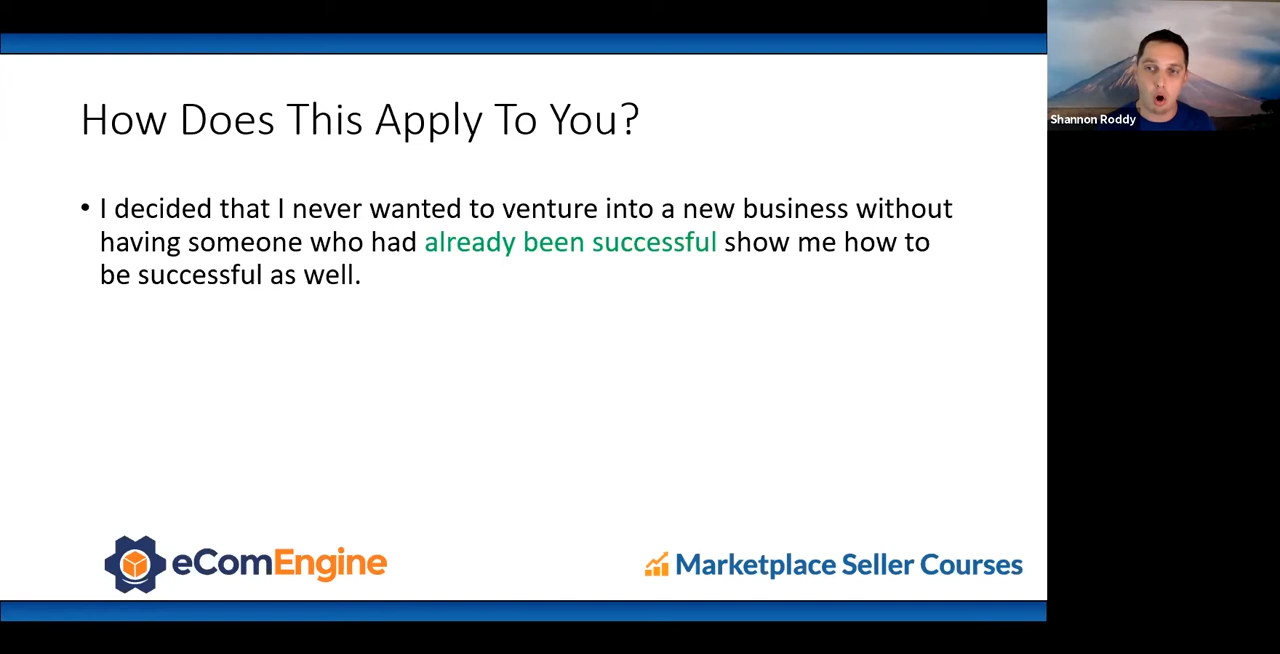 How Does This Apply To You?
• I decided that I never wanted to venture into a new business without
having someone who had already been successful show me how to
be successful as well.
eComEngine
Marketplace Seller Courses
Shannon Roddy